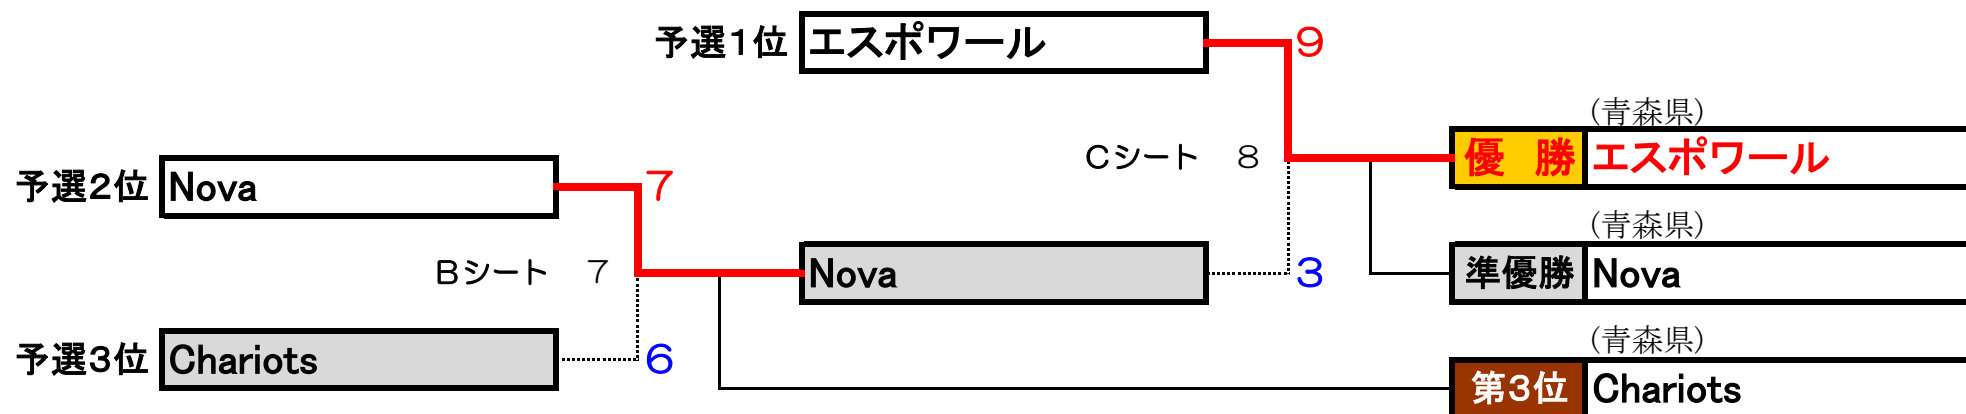 予選1位 エスポワール 9
(青森県)
Cシート 8 優 勝 エスポワール
予選2位 Nova 7
(青森県)
Bシート 7 Nova 3 準優勝 Nova
(青森県)
予選3位 Chariots 6
第3位 Chariots